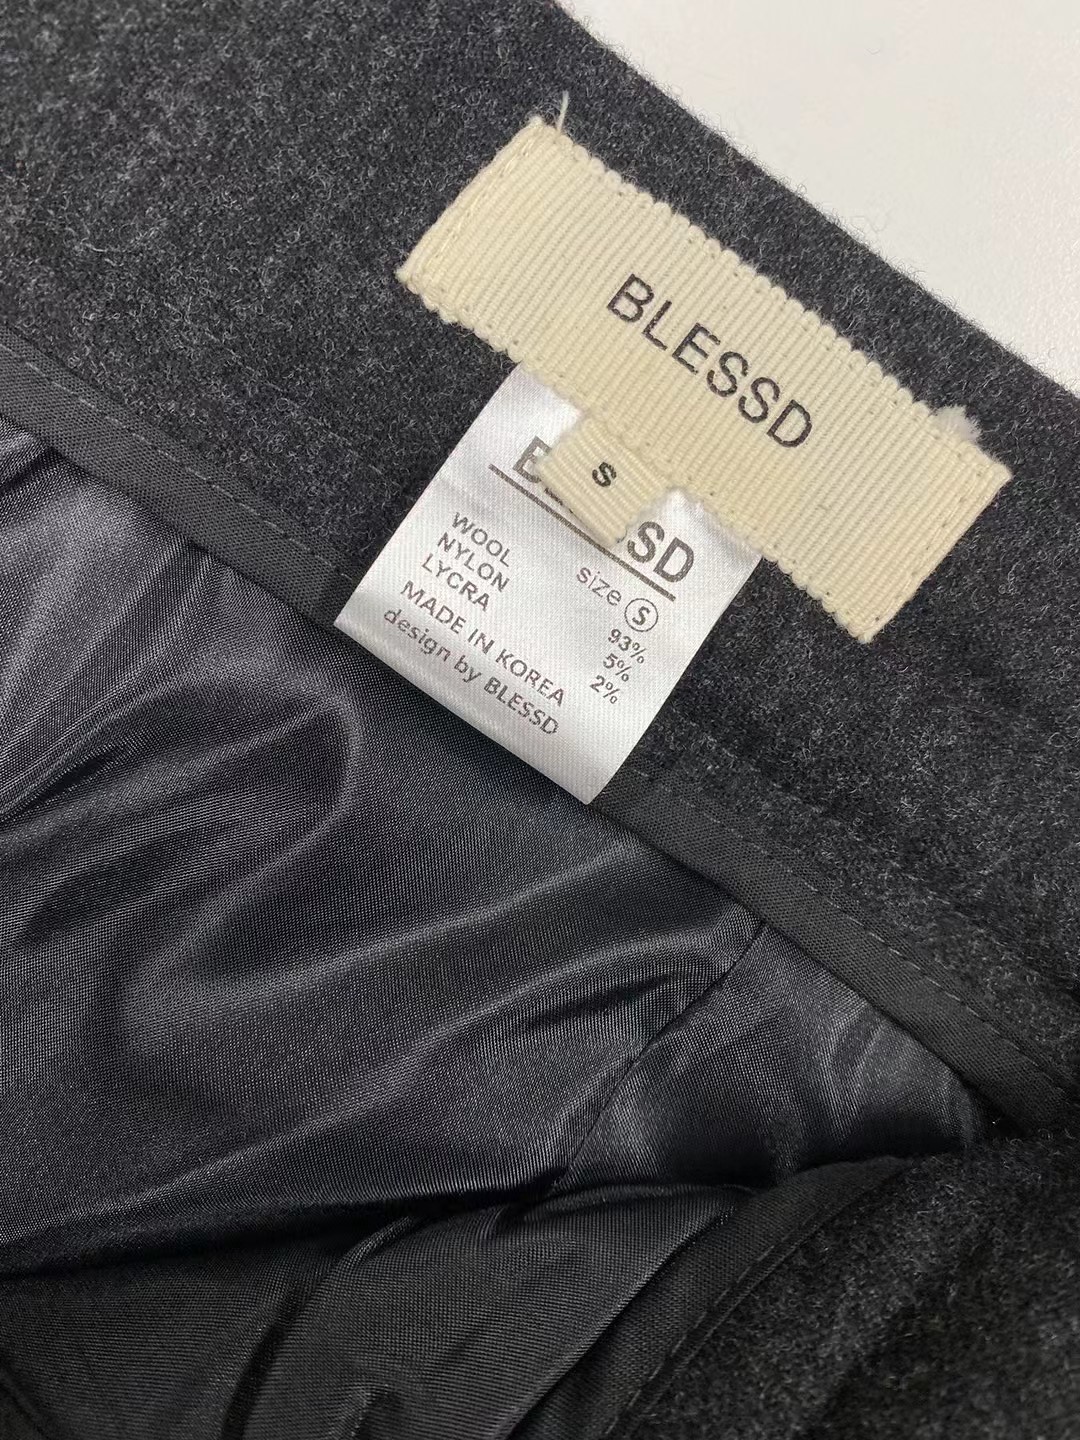 BLESSD
S
size Ⓢ
WOOL 93%
NYLON 5%
LYCRA 2%
MADE IN KOREA
design by BLESSD